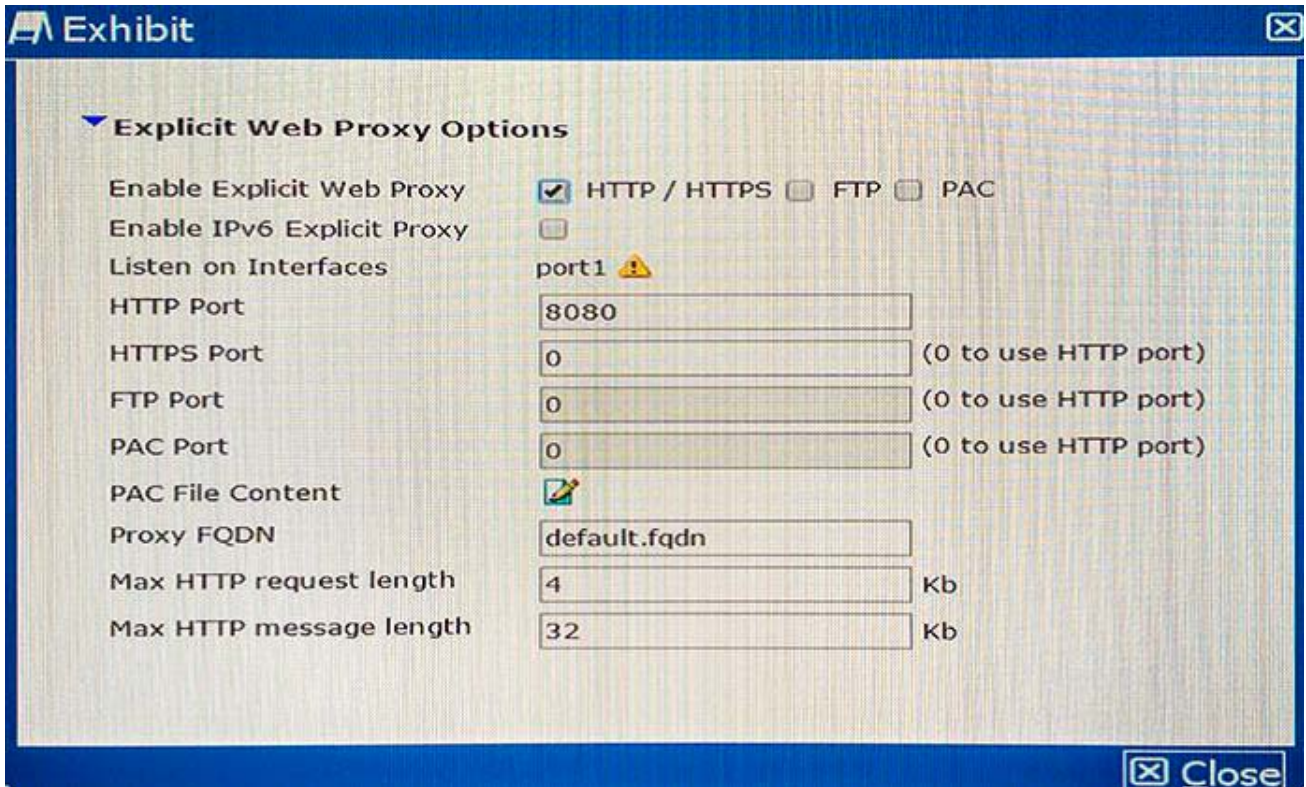 Exhibit
Explicit Web Proxy Options
Enable Explicit Web Proxy HTTP / HTTPS FTP PAC
Enable IPv6 Explicit Proxy
Listen on Interfaces port1
HTTP Port 8080
HTTPS Port 0 (0 to use HTTP port)
FTP Port 0 (0 to use HTTP port)
PAC Port 0 (0 to use HTTP port)
PAC File Content
Proxy FQDN default.fqdn
Max HTTP request length 4 Kb
Max HTTP message length 32 Kb
Close